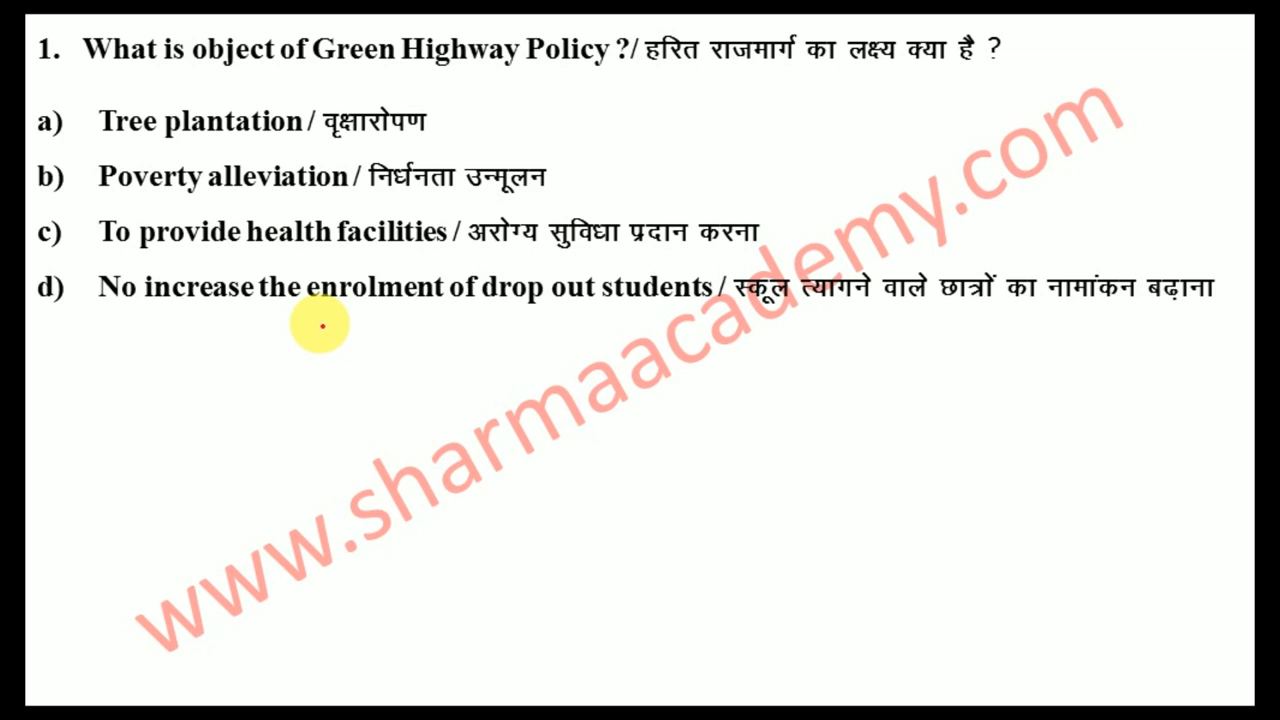 1. What is object of Green Highway Policy ?/ हरित राजमार्ग का लक्ष्य क्या है ?
a) Tree plantation / वृक्षारोपण
b) Poverty alleviation / निर्धनता उन्मूलन
c) To provide health facilities / अरोग्य सुविधा प्रदान करना
d) No increase the enrolment of drop out students / स्कूल त्यागने वाले छात्रों का नामांकन बढ़ाना
www.sharmaacademy.com